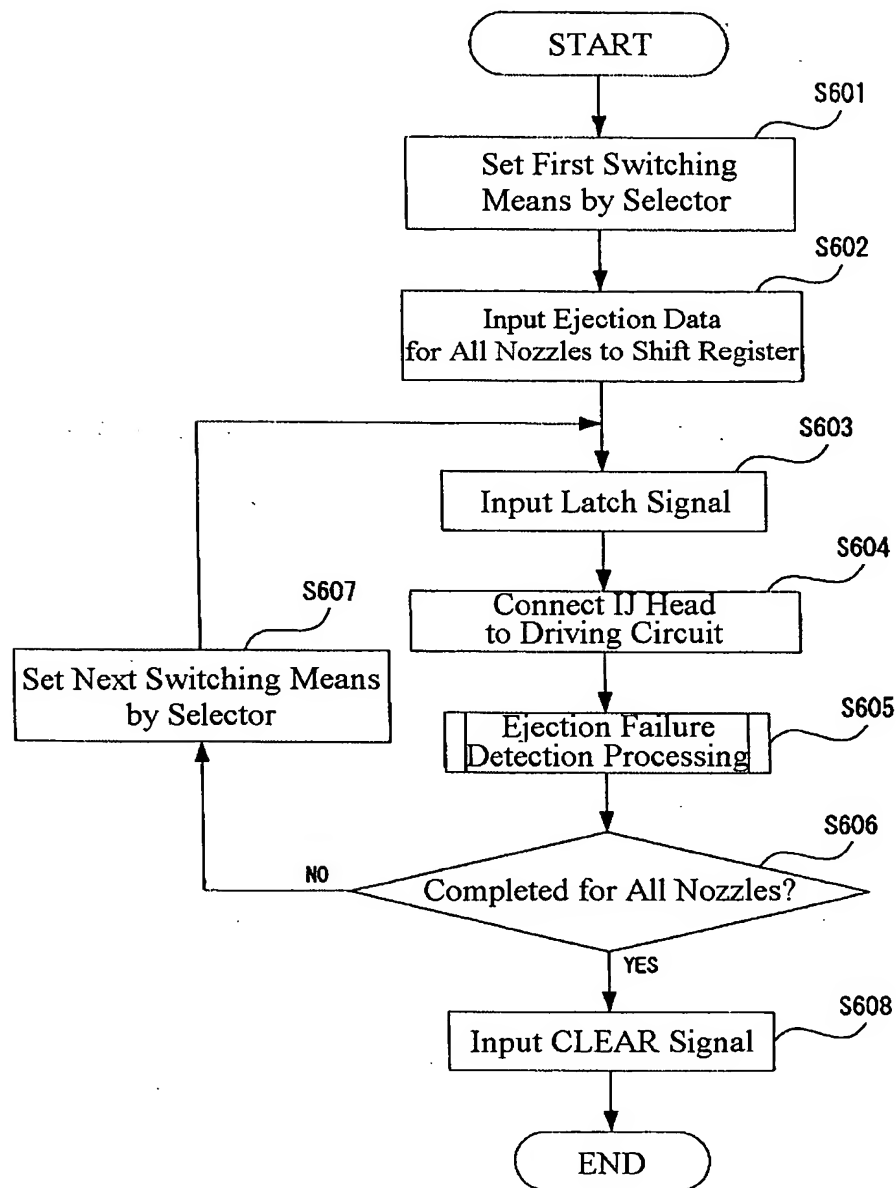 START
S601
Set First Switching
Means by Selector
S602
Input Ejection Data
for All Nozzles to Shift Register
S603
Input Latch Signal
S604
Connect IJ Head
to Driving Circuit
S607
Set Next Switching Means
by Selector
S605
Ejection Failure
Detection Processing
S606
Completed for All Nozzles?
NO
YES
S608
Input CLEAR Signal
END